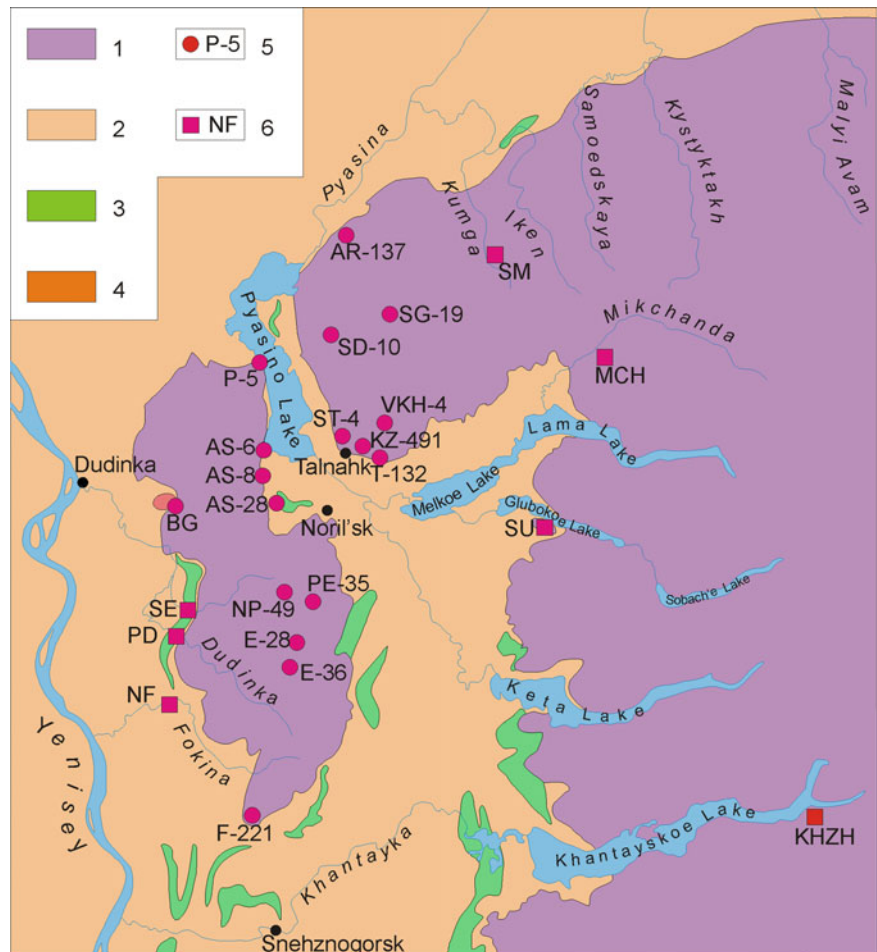 1
P-5 5
2
NF 6
3
4
Pyasina
Kumga
Iken
Samoedskaya
Kystyktakh
Malyi Avam
AR-137
SM
SG-19
Pyasino Lake
SD-10
Mikchanda
P-5
MCH
VKH-4
ST-4
KZ-491
AS-6
Talnahk
T-132
Lama Lake
Dudinka
AS-8
Melkoe Lake
AS-28
Glubokoe Lake
BG
Noril'sk
SU
Sobach'e Lake
PE-35
NP-49
SE
PD
E-28
Dudinka
E-36
NF
Keta Lake
Fokina
Yenisey
F-221
KHZH
Khantayskoe Lake
Khantayka
Snehznogorsk